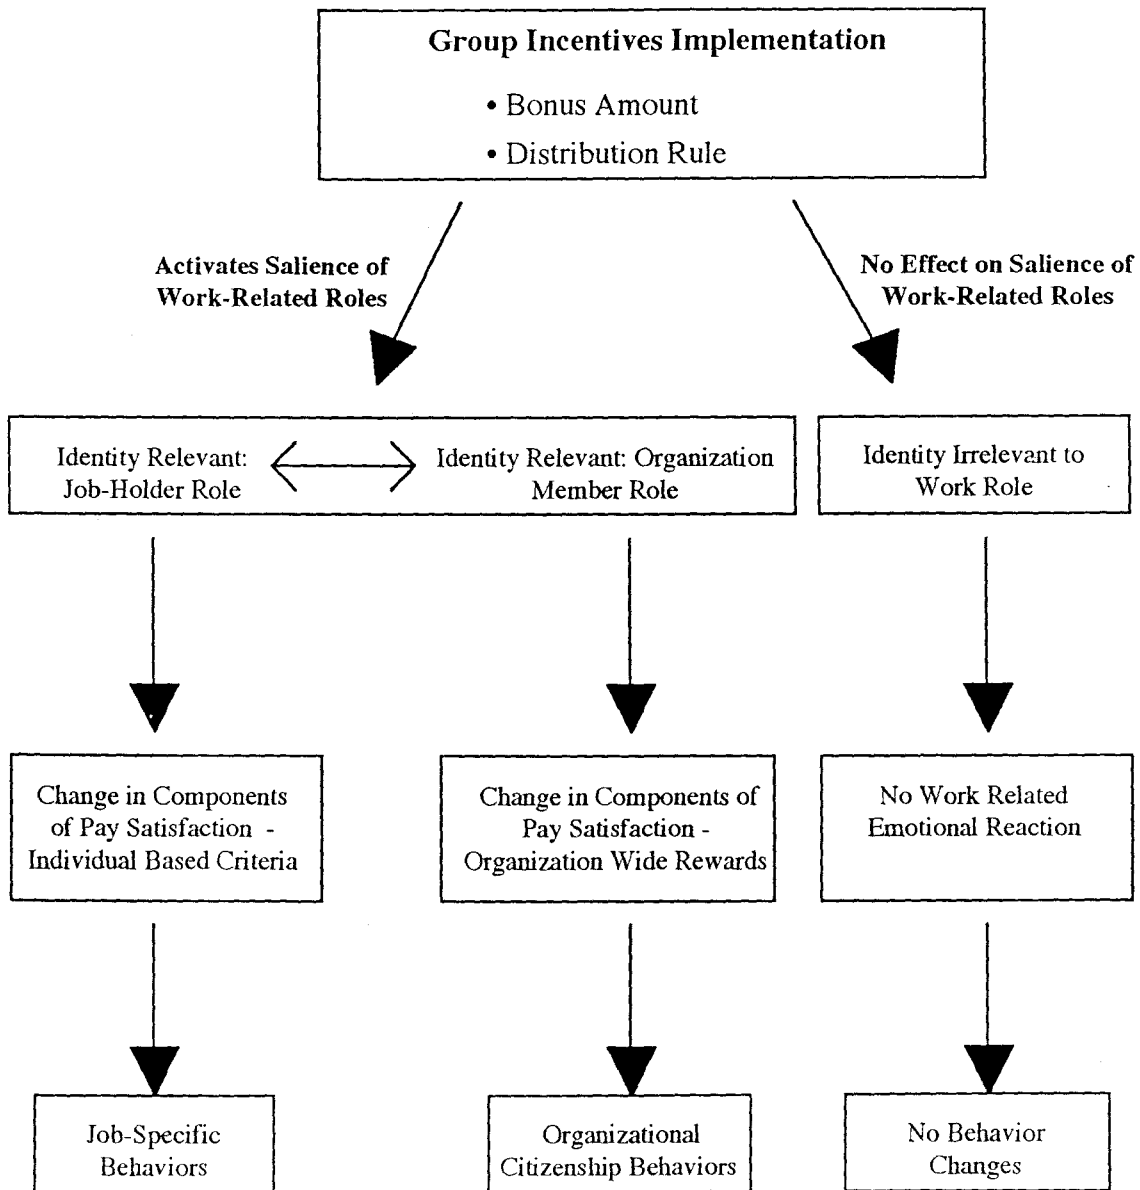 Group Incentives Implementation
• Bonus Amount
• Distribution Rule
Activates Salience of
Work-Related Roles
No Effect on Salience of
Work-Related Roles
Identity Relevant:
Job-Holder Role
Identity Relevant: Organization
Member Role
Identity Irrelevant to
Work Role
Change in Components
of Pay Satisfaction -
Individual Based Criteria
Change in Components of
Pay Satisfaction -
Organization Wide Rewards
No Work Related
Emotional Reaction
Job-Specific
Behaviors
Organizational
Citizenship Behaviors
No Behavior
Changes